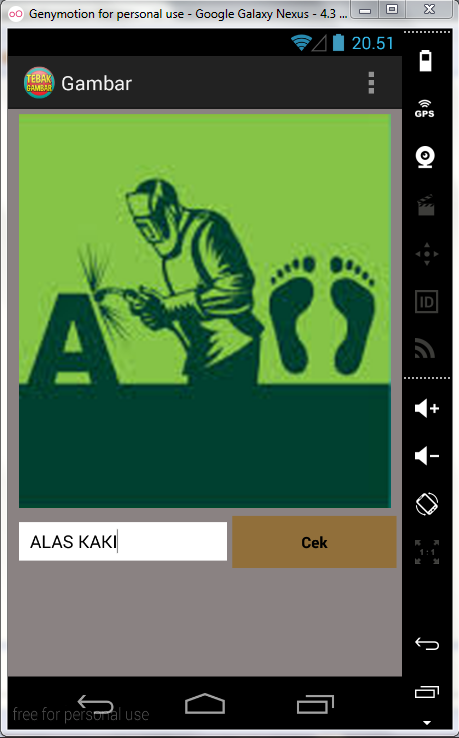 Genymotion for personal use - Google Galaxy Nexus - 4.3 ...
20.51
TEBAK
GAMBAR
Gambar
GPS
A
ID
ALAS KAKI
Cek
1:1
free for personal use